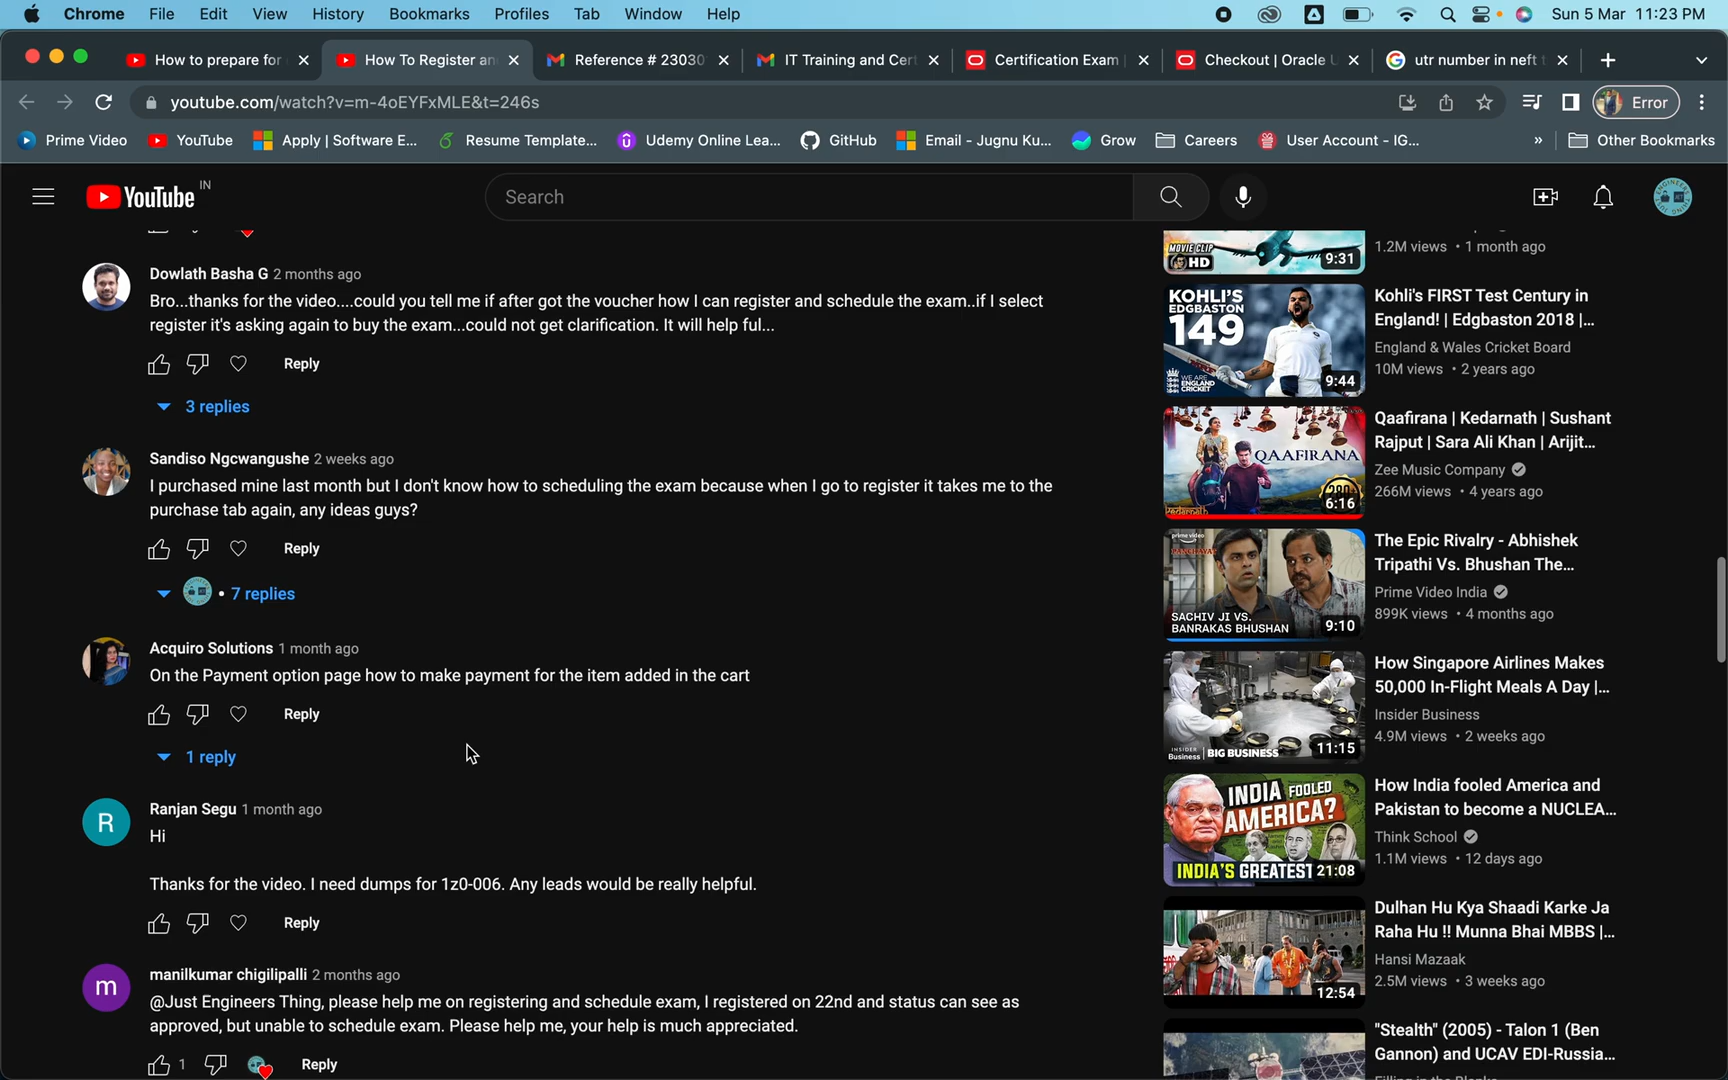 Chrome File Edit View History Bookmarks Profiles Tab Window Help Sun 5 Mar 11:23 PM
How to prepare for
How To Register an
Reference # 23030
IT Training and Cert
Certification Exam
Checkout | Oracle U
utr number in neft t
youtube.com/watch?v=m-4oEYFxMLE&t=246s
Error
Prime Video
YouTube
Apply | Software E...
Resume Template...
Udemy Online Lea...
GitHub
Email - Jugnu Ku...
Grow
Careers
User Account - IG...
»
Other Bookmarks
YouTube IN
Search
Dowlath Basha G 2 months ago
Bro...thanks for the video....could you tell me if after got the voucher how I can register and schedule the exam..if I select
register it's asking again to buy the exam...could not get clarification. It will help ful...
Reply
3 replies
Sandiso Ngcwangushe 2 weeks ago
I purchased mine last month but I don't know how to scheduling the exam because when I go to register it takes me to the
purchase tab again, any ideas guys?
Reply
• 7 replies
Acquiro Solutions 1 month ago
On the Payment option page how to make payment for the item added in the cart
Reply
1 reply
R
Ranjan Segu 1 month ago
Hi
Thanks for the video. I need dumps for 1z0-006. Any leads would be really helpful.
Reply
m
manilkumar chigilipalli 2 months ago
@Just Engineers Thing, please help me on registering and schedule exam, I registered on 22nd and status can see as
approved, but unable to schedule exam. Please help me, your help is much appreciated.
1 Reply
MOVIE CLIP
HD
9:31
1.2M views • 1 month ago
KOHLI'S
EDGBASTON
149
WE ARE
ENGLAND
CRICKET
9:44
Kohli's FIRST Test Century in
England! | Edgbaston 2018 |...
England & Wales Cricket Board
10M views • 2 years ago
QAAFIRANA
6:16
Qaafirana | Kedarnath | Sushant
Rajput | Sara Ali Khan | Arijit...
Zee Music Company
266M views • 4 years ago
prime video
PANCHAYAT
SACHIV JI VS.
BANRAKAS BHUSHAN
9:10
The Epic Rivalry - Abhishek
Tripathi Vs. Bhushan The...
Prime Video India
899K views • 4 months ago
INSIDER
Business | BIG BUSINESS
11:15
How Singapore Airlines Makes
50,000 In-Flight Meals A Day |...
Insider Business
4.9M views • 2 weeks ago
INDIA FOOLED
AMERICA?
INDIA'S GREATEST
21:08
How India fooled America and
Pakistan to become a NUCLEA...
Think School
1.1M views • 12 days ago
12:54
Dulhan Hu Kya Shaadi Karke Ja
Raha Hu !! Munna Bhai MBBS |...
Hansi Mazaak
2.5M views • 3 weeks ago
"Stealth" (2005) - Talon 1 (Ben
Gannon) and UCAV EDI-Russia...